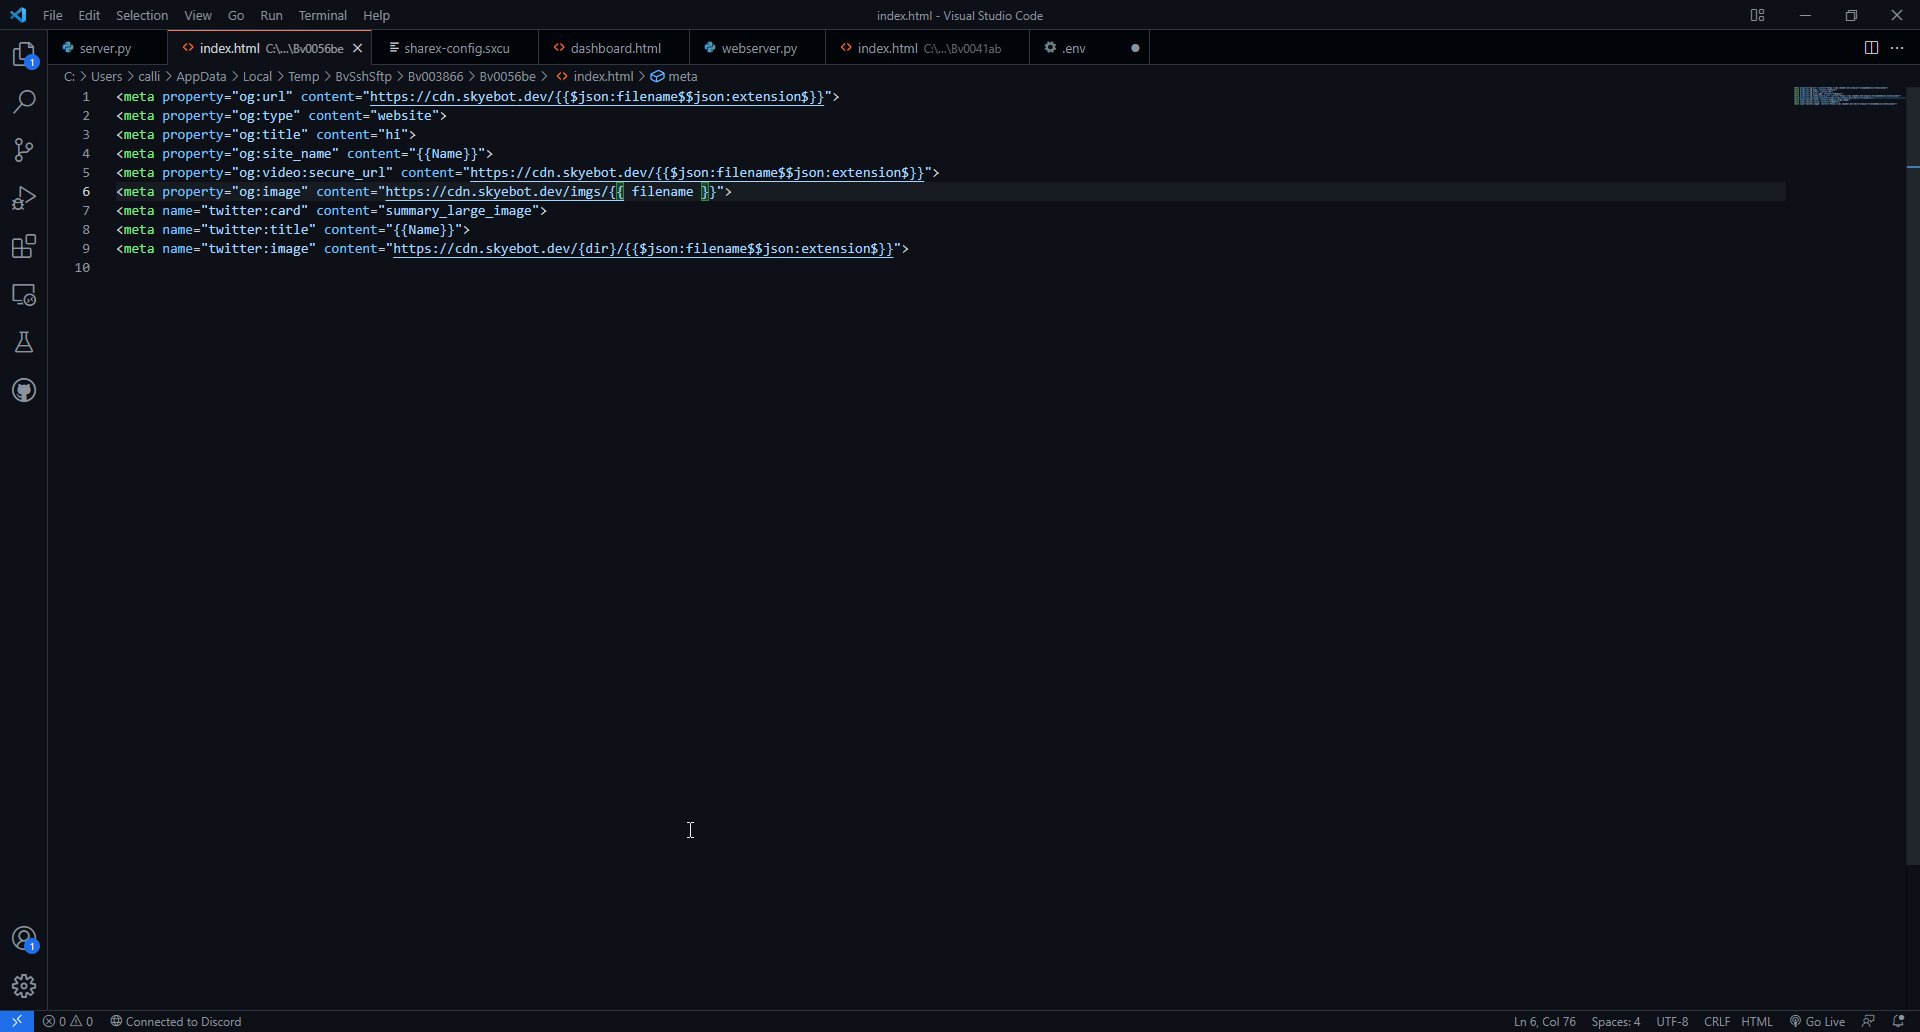 File Edit Selection View Go Run Terminal Help index.html - Visual Studio Code
server.py index.html C:\...\Bv0056be sharex-config.sxcu dashboard.html webserver.py index.html C:\...\Bv0041ab .env
C: > Users > calli > AppData > Local > Temp > BvSshSftp > Bv003866 > Bv0056be > index.html > meta
1 <meta property="og:url" content="https://cdn.skyebot.dev/{{$json:filename$$json:extension$}}">
2 <meta property="og:type" content="website">
3 <meta property="og:title" content="hi">
4 <meta property="og:site_name" content="{{Name}}">
5 <meta property="og:video:secure_url" content="https://cdn.skyebot.dev/{{$json:filename$$json:extension$}}">
6 <meta property="og:image" content="https://cdn.skyebot.dev/imgs/{{ filename }}">
7 <meta name="twitter:card" content="summary_large_image">
8 <meta name="twitter:title" content="{{Name}}">
9 <meta name="twitter:image" content="https://cdn.skyebot.dev/{dir}/{{$json:filename$$json:extension$}}">
10
1
1
0 0 Connected to Discord Ln 6, Col 76 Spaces: 4 UTF-8 CRLF HTML Go Live